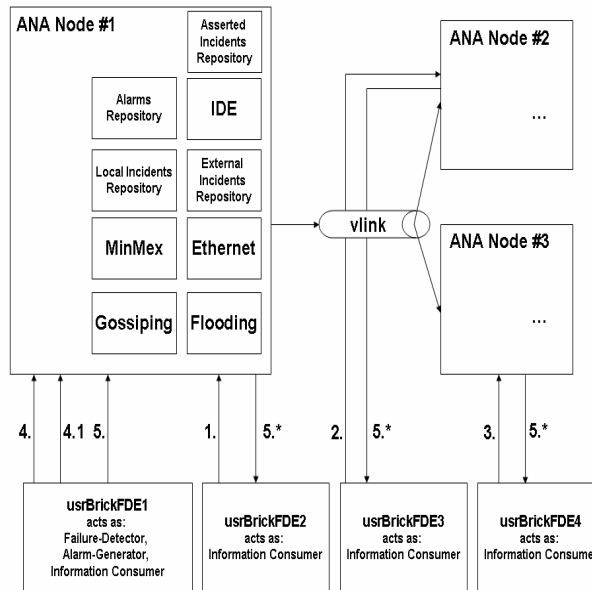 ANA Node #1
Asserted
Incidents
Repository
Alarms
Repository
IDE
Local Incidents
Repository
External
Incidents
Repository
MinMex
Ethernet
Gossiping
Flooding
vlink
ANA Node #2
...
ANA Node #3
...
4.
4.1
5.
1.
5.*
2.
5.*
3.
5.*
usrBrickFDE1
acts as:
Failure-Detector,
Alarm-Generator,
Information Consumer
usrBrickFDE2
acts as:
Information Consumer
usrBrickFDE3
acts as:
Information Consumer
usrBrickFDE4
acts as:
Information Consume